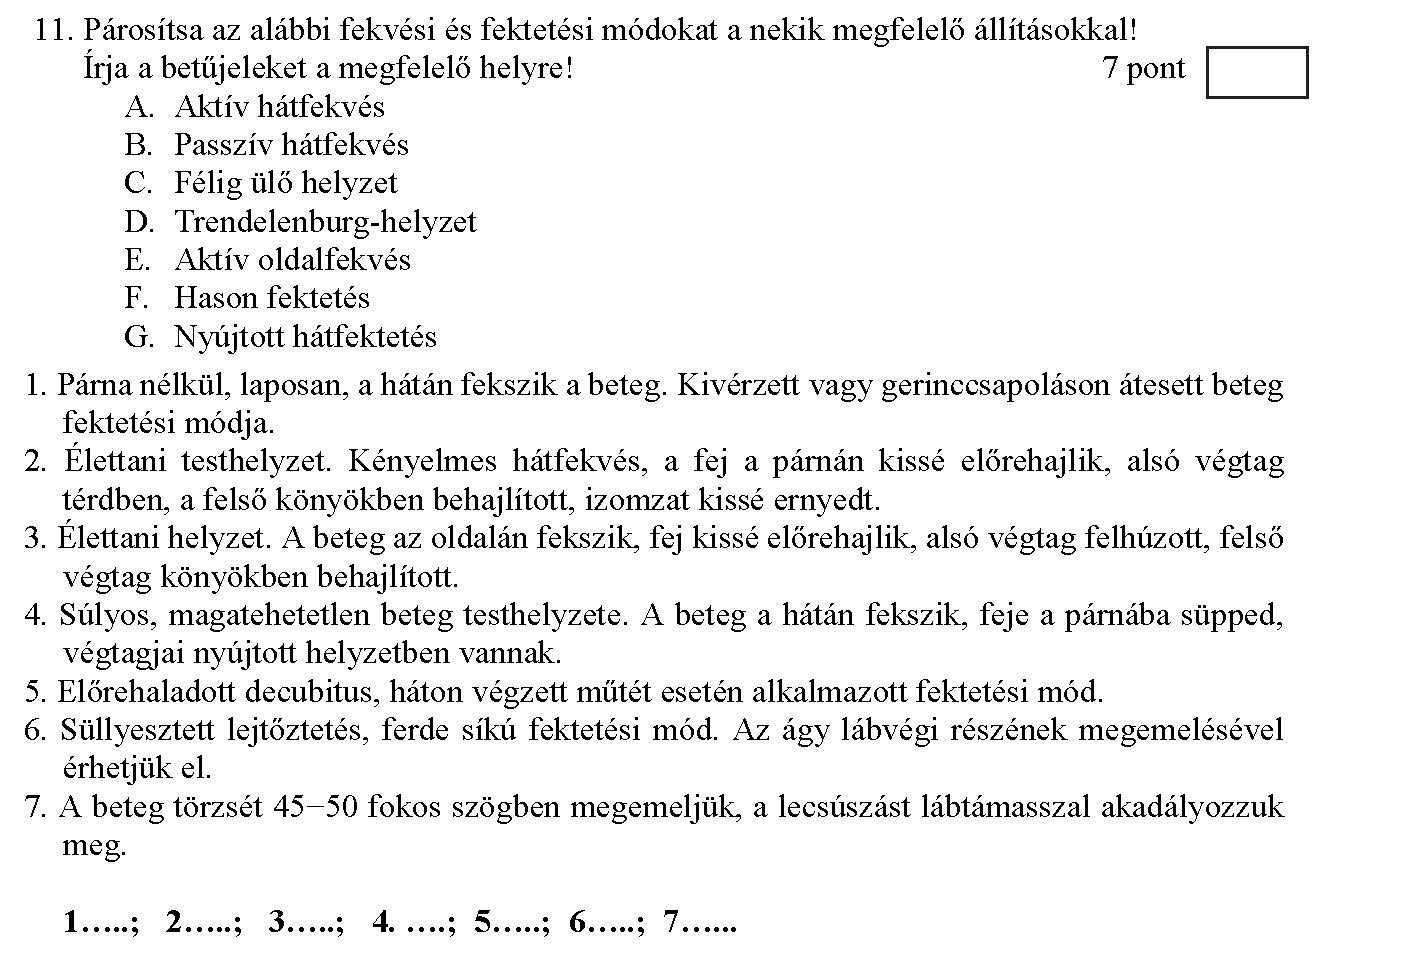 11. Párosítsa az alábbi fekvési és fektetési módokat a nekik megfelelő állításokkal!
Írja a betűjeleket a megfelelő helyre! 7 pont
A. Aktív hátfekvés
B. Passzív hátfekvés
C. Félig ülő helyzet
D. Trendelenburg-helyzet
E. Aktív oldalfekvés
F. Hason fektetés
G. Nyújtott hátfektetés
1. Párna nélkül, laposan, a hátán fekszik a beteg. Kivérzett vagy gerinccsapoláson átesett beteg
fektetési módja.
2. Élettani testhelyzet. Kényelmes hátfekvés, a fej a párnán kissé előrehajlik, alsó végtag
térdben, a felső könyökben behajlított, izomzat kissé ernyedt.
3. Élettani helyzet. A beteg az oldalán fekszik, fej kissé előrehajlik, alsó végtag felhúzott, felső
végtag könyökben behajlított.
4. Súlyos, magatehetetlen beteg testhelyzete. A beteg a hátán fekszik, feje a párnába süpped,
végtagjai nyújtott helyzetben vannak.
5. Előrehaladott decubitus, háton végzett műtét esetén alkalmazott fektetési mód.
6. Süllyesztett lejtőztetés, ferde síkú fektetési mód. Az ágy lábvégi részének megemelésével
érhetjük el.
7. A beteg törzsét 45−50 fokos szögben megemeljük, a lecsúszást lábtámasszal akadályozzuk
meg.
1…..; 2…..; 3…..; 4. ….; 5…..; 6…..; 7…...